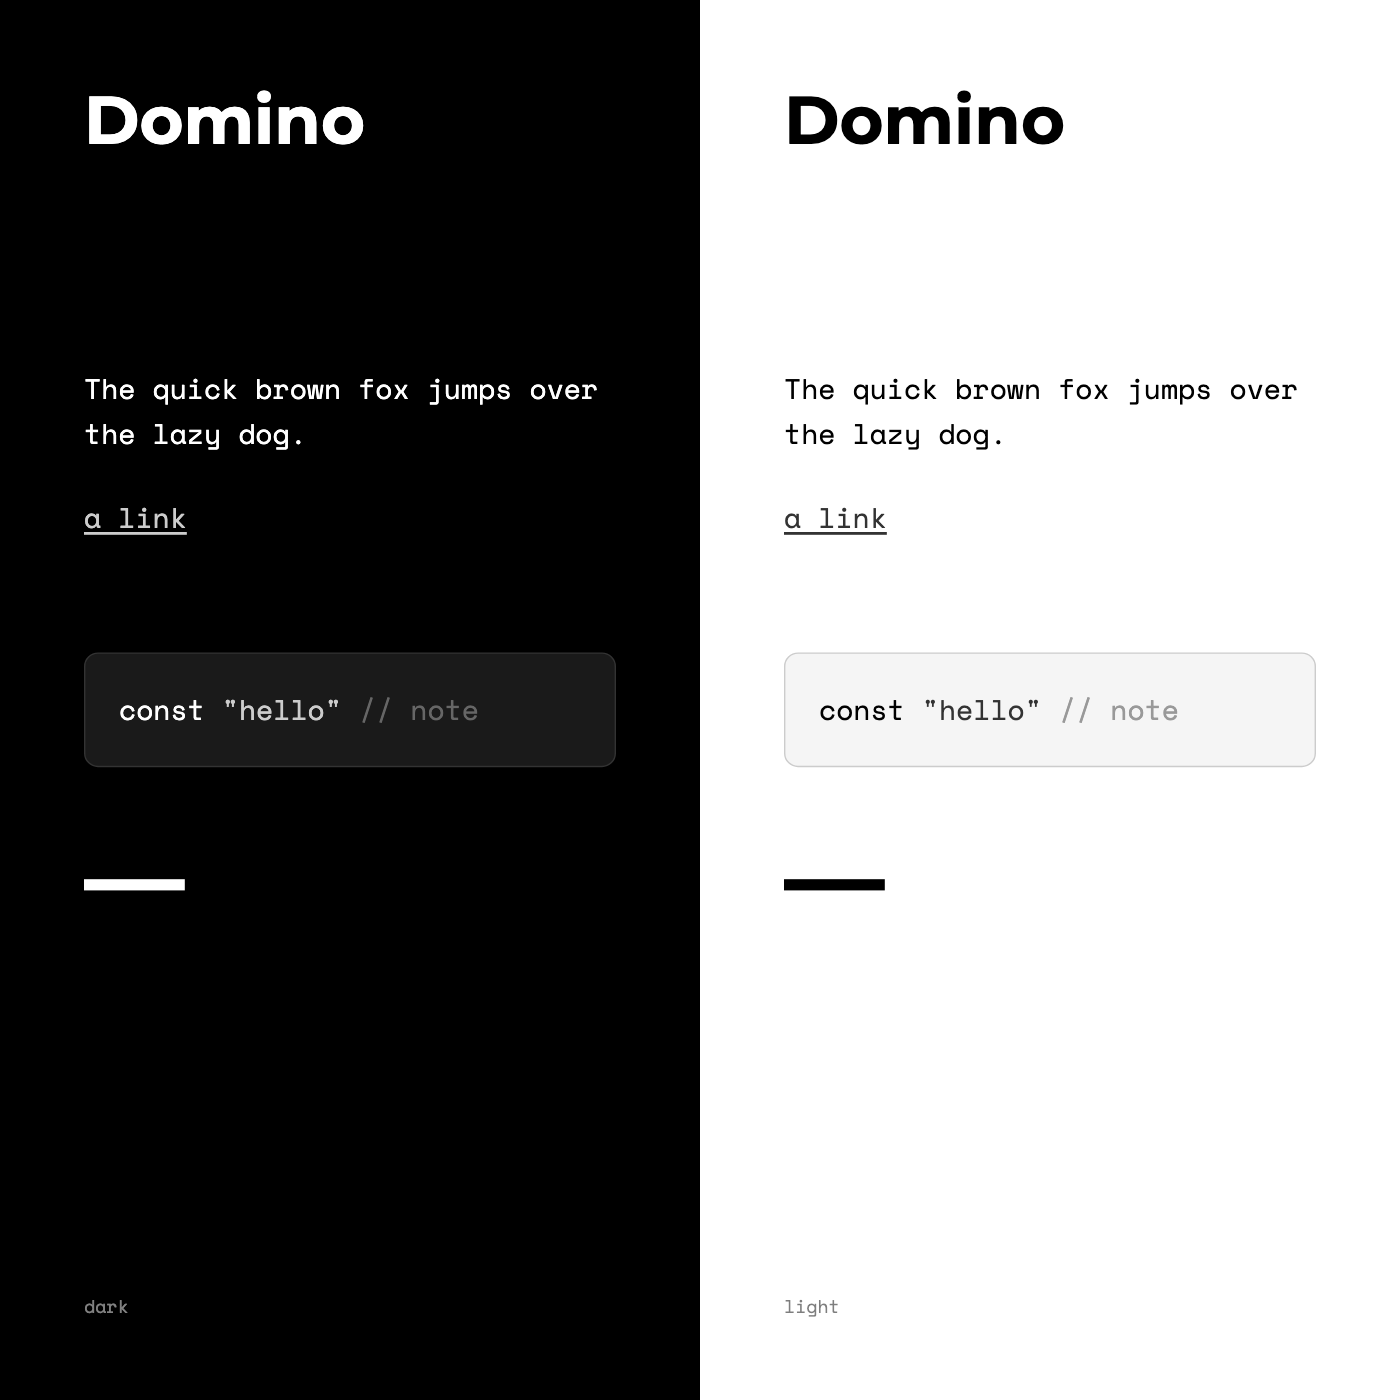 Domino
The quick brown fox jumps over
the lazy dog.
a link
const "hello" // note
dark
Domino
The quick brown fox jumps over
the lazy dog.
a link
const "hello" // note
light